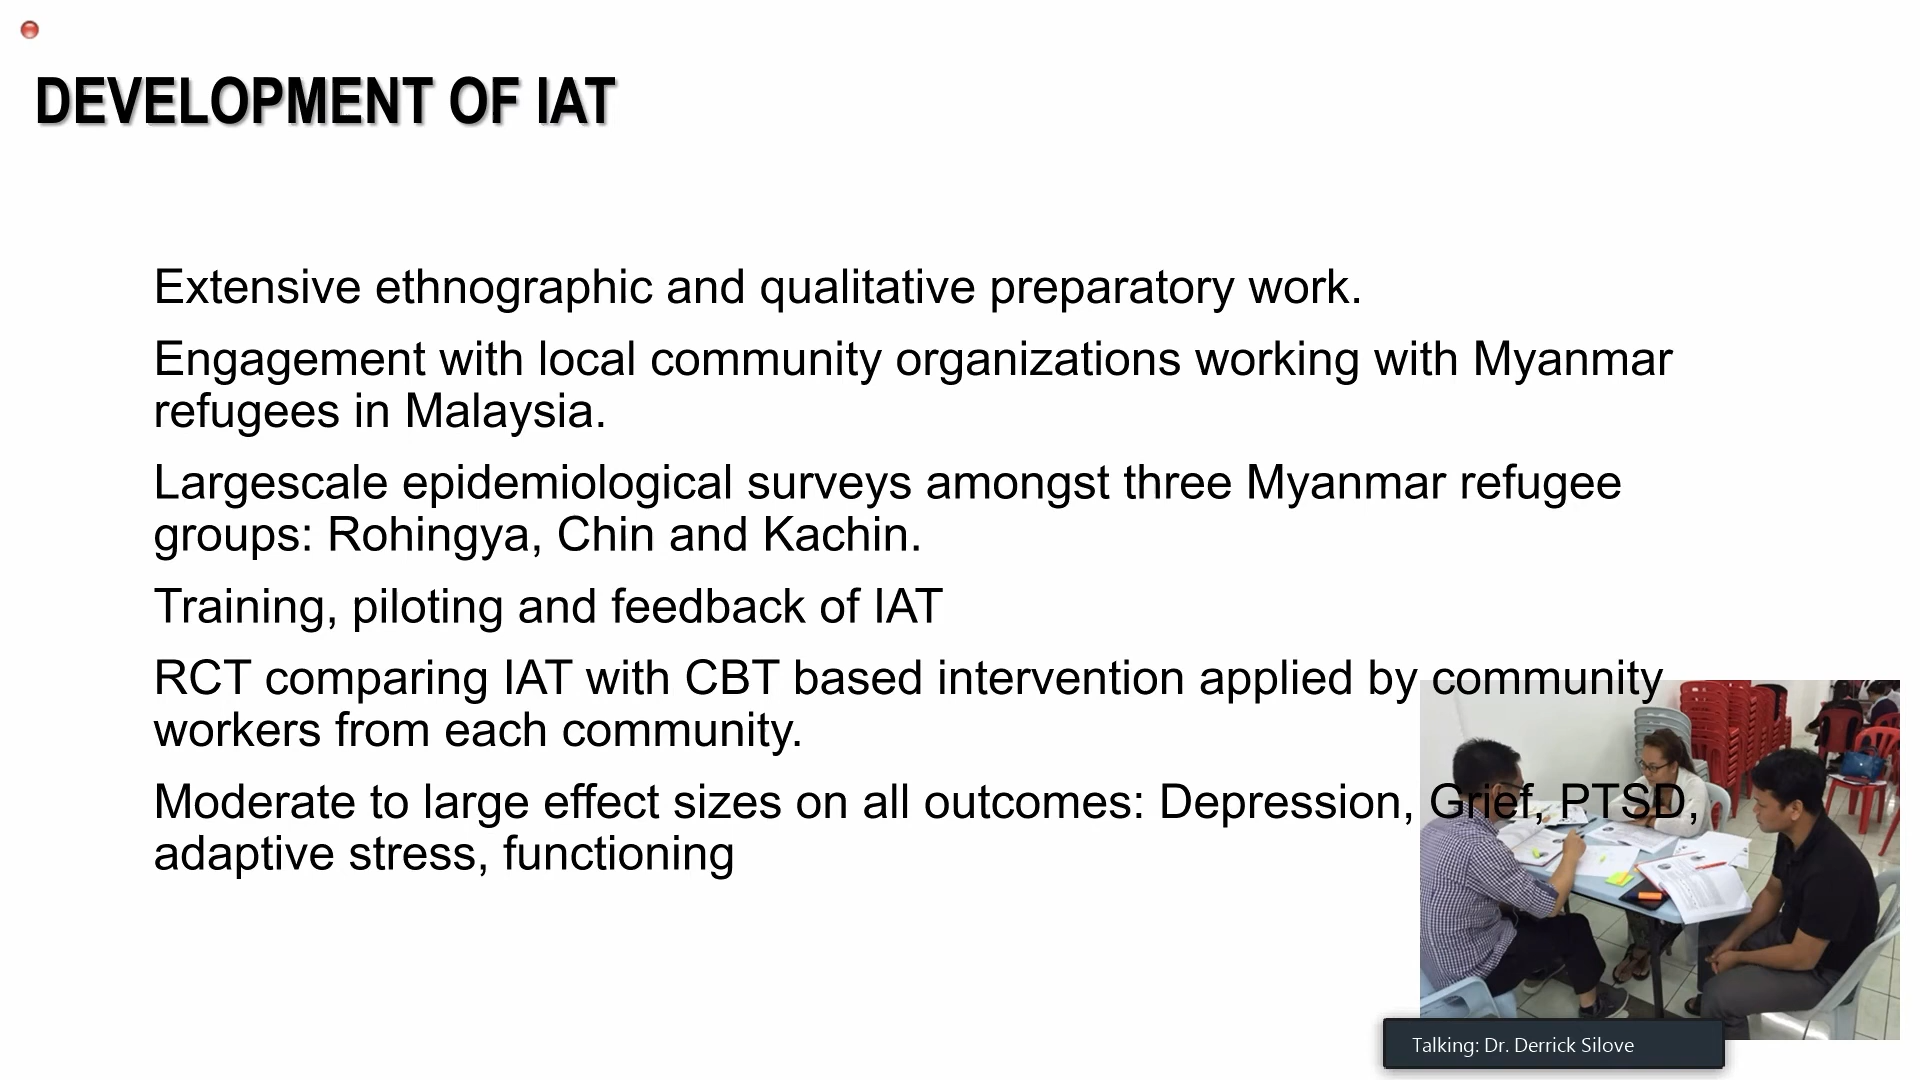 DEVELOPMENT OF IAT
Extensive ethnographic and qualitative preparatory work.
Engagement with local community organizations working with Myanmar
refugees in Malaysia.
Largescale epidemiological surveys amongst three Myanmar refugee
groups: Rohingya, Chin and Kachin.
Training, piloting and feedback of IAT
RCT comparing IAT with CBT based intervention applied by community
workers from each community.
Moderate to large effect sizes on all outcomes: Depression, Grief, PTSD,
adaptive stress, functioning
Talking: Dr. Derrick Silove